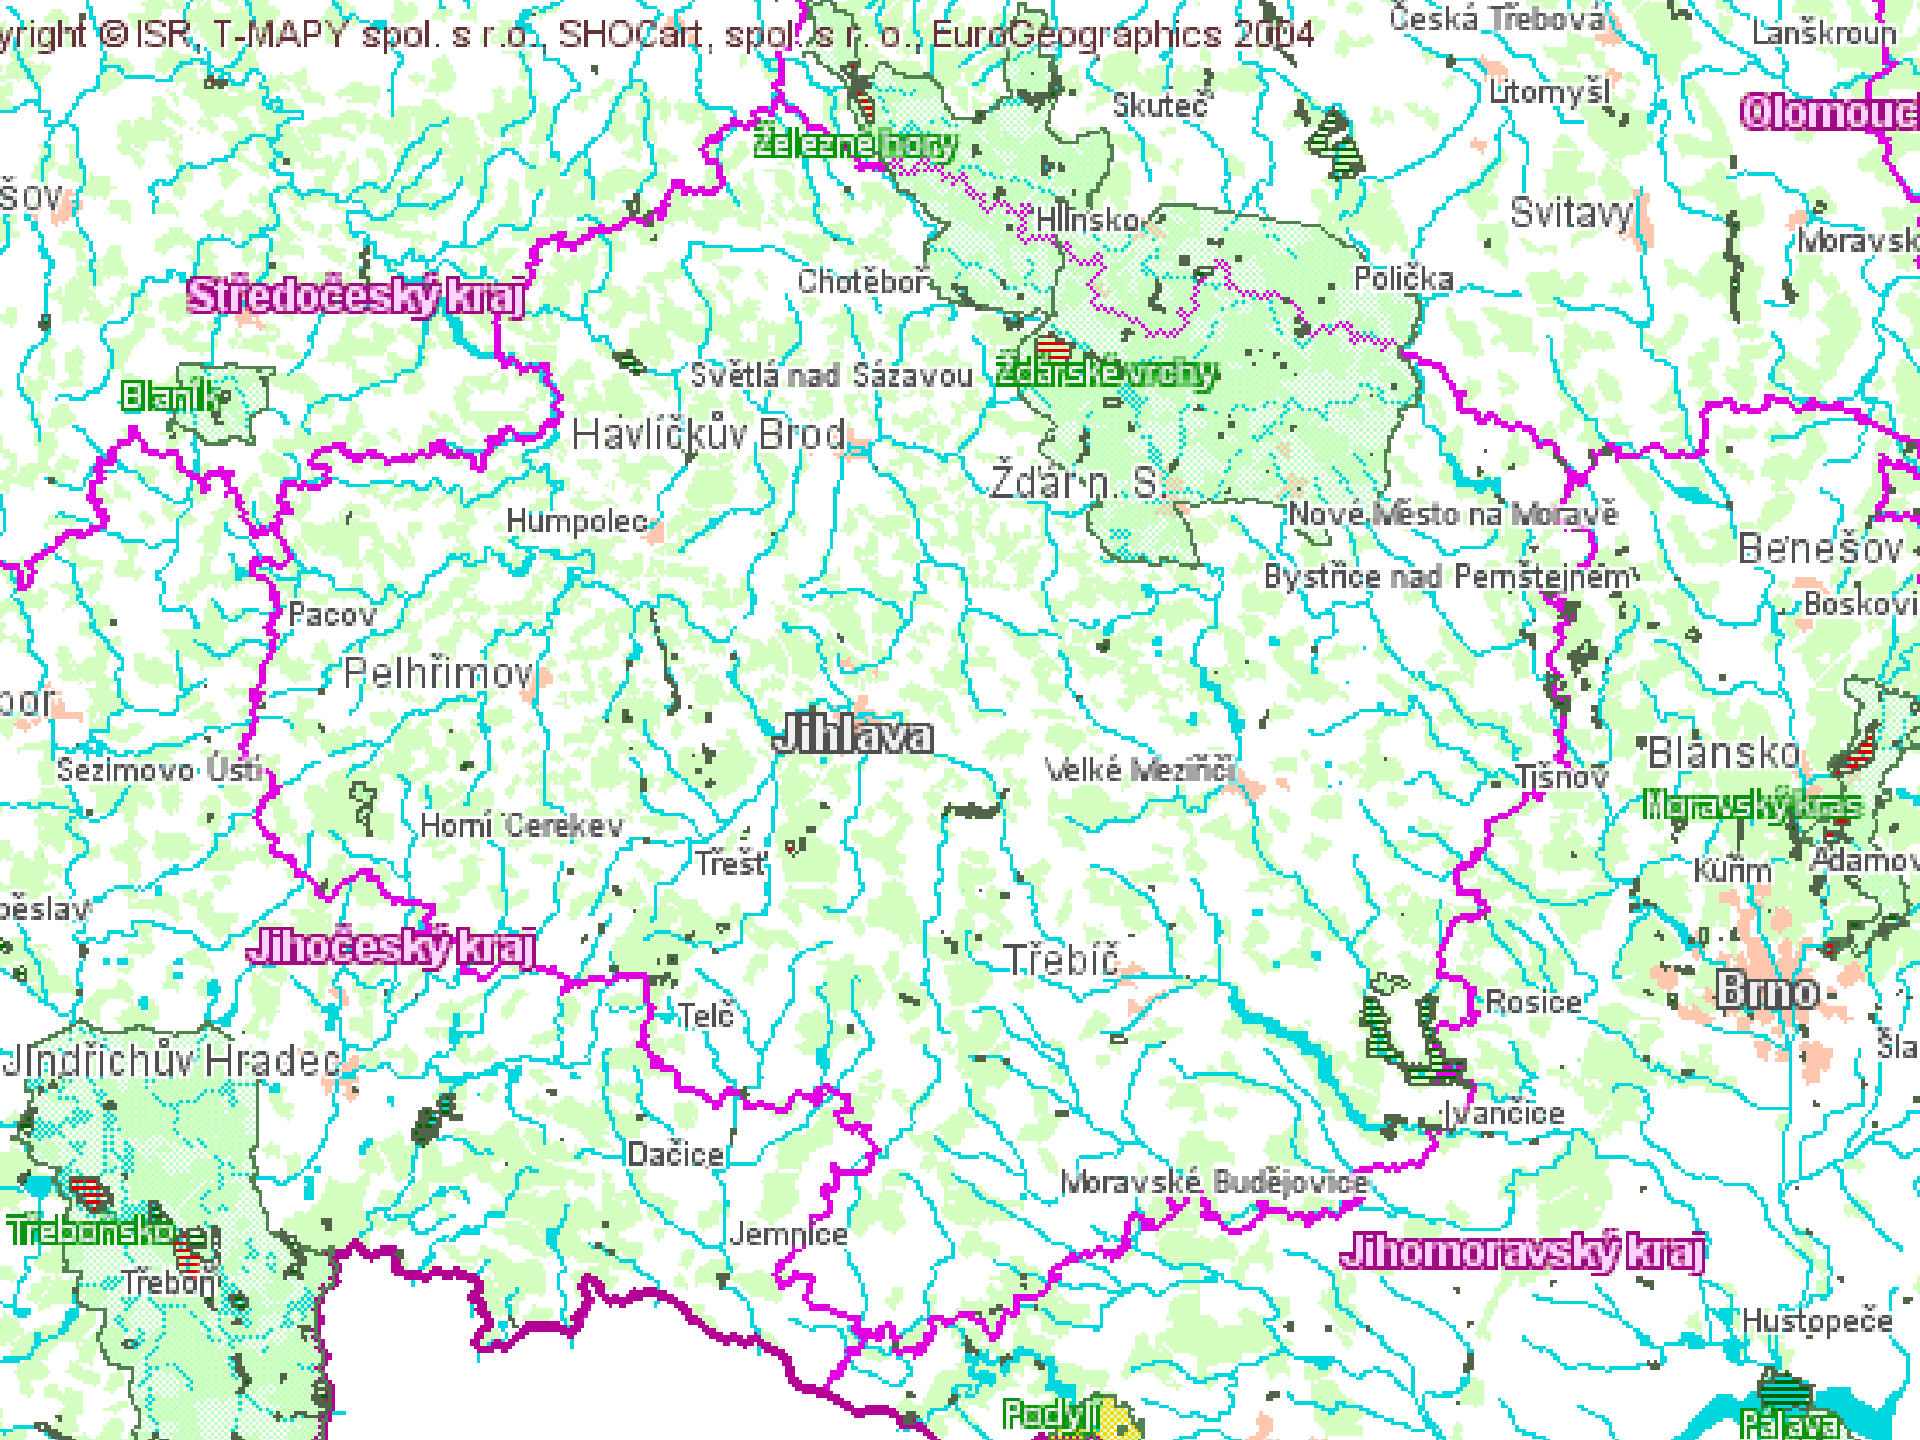 yright © ISR, T-MAPY spol. s r.o., SHOCart, spol. s r. o., EuroGeographics 2004
Česká Třebová
Lanškroun
Litomyšl
Skuteč
Olomouc
Železné hory
šov
Hlinsko
Svitavy
Moravsk
Chotěboř
Polička
Středočeský kraj
Světlá nad Sázavou
Žďárské vrchy
Blaník
Havlíčkův Brod
Žďár n. S.
Humpolec
Nové Město na Moravě
Benešov
Bystřice nad Pernštejnem
Boskovi
Pacov
Pelhřimov
bor
Jihlava
Blansko
Sezimovo Ústí
Velké Meziříčí
Tišnov
Moravský kras
Horní Cerekev
Třešť
Kuřim
Adamov
běslav
Jihočeský kraj
Třebíč
Brno
Telč
Rosice
Jindřichův Hradec
Šla
Ivančice
Dačice
Moravské Budějovice
Třeboňsko
Jemnice
Jihomoravský kraj
Třeboň
Hustopeče
Podyjí
Pálava